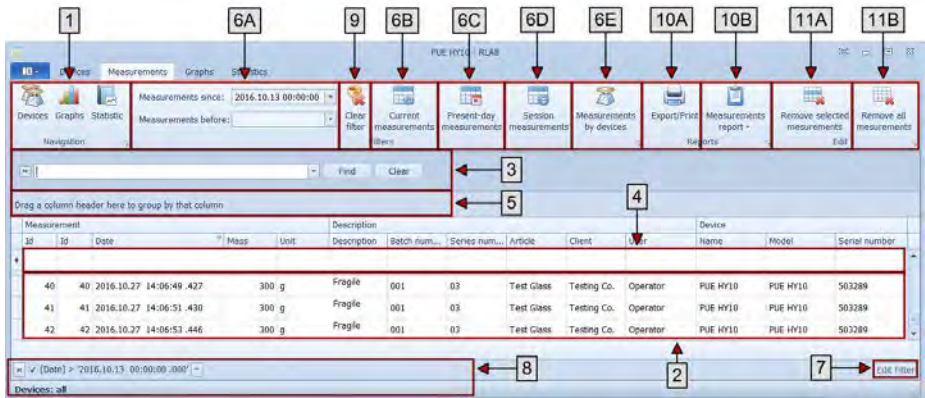 1 6A 9 6B 6C 6D 6E 10A 10B 11A 11B
PUE HY10 - RLAB
Devices Measurements Graphs Statistics
Measurements since: 2016.10.13 00:00:00
Measurements before:
Devices Graphs Statistic
Clear filter
Current measurements
Present-day measurements
Session measurements
Measurements by devices
Export/Print
Measurements report
Remove selected mesurements
Remove all mesurements
Navigation Filters Reports Edit
Find Clear 3
Drag a column header here to group by that column 5
4
Measurement Description Device
Id Id Date Mass Unit Description Batch num... Series num... Article Client User Name Model Serial number
40 40 2016.10.27 14:06:49 .427 300 g Fragile 001 03 Test Glass Testing Co. Operator PUE HY10 PUE HY10 503289
41 41 2016.10.27 14:06:51 .430 300 g Fragile 001 03 Test Glass Testing Co. Operator PUE HY10 PUE HY10 503289
42 42 2016.10.27 14:06:53 .446 300 g Fragile 001 03 Test Glass Testing Co. Operator PUE HY10 PUE HY10 503289
[Date] > '2016.10.13 00:00:00 .000' 8 2 7 Edit Filter
Devices: all